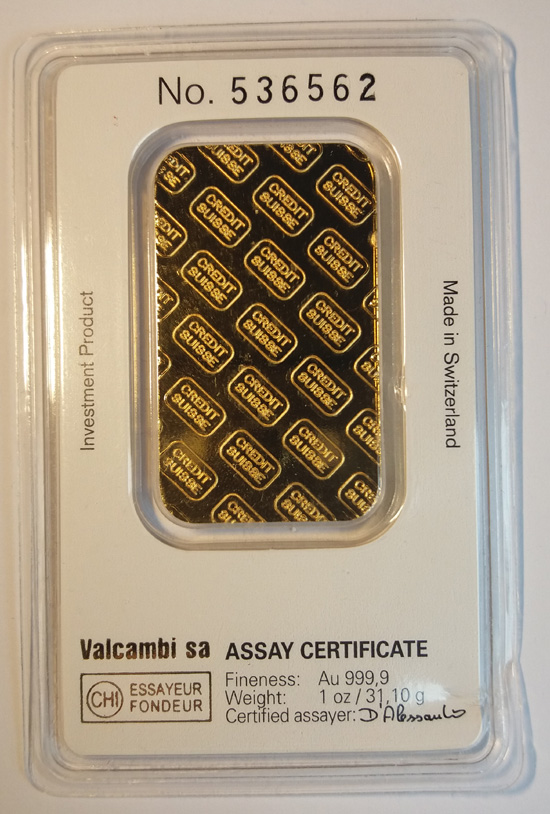 No. 536562
CREDIT
SUISSE
Investment Product
Made in Switzerland
Valcambi sa ASSAY CERTIFICATE
CHI ESSAYEUR
FONDEUR
Fineness: Au 999,9
Weight: 1 oz / 31,10 g
Certified assayer: